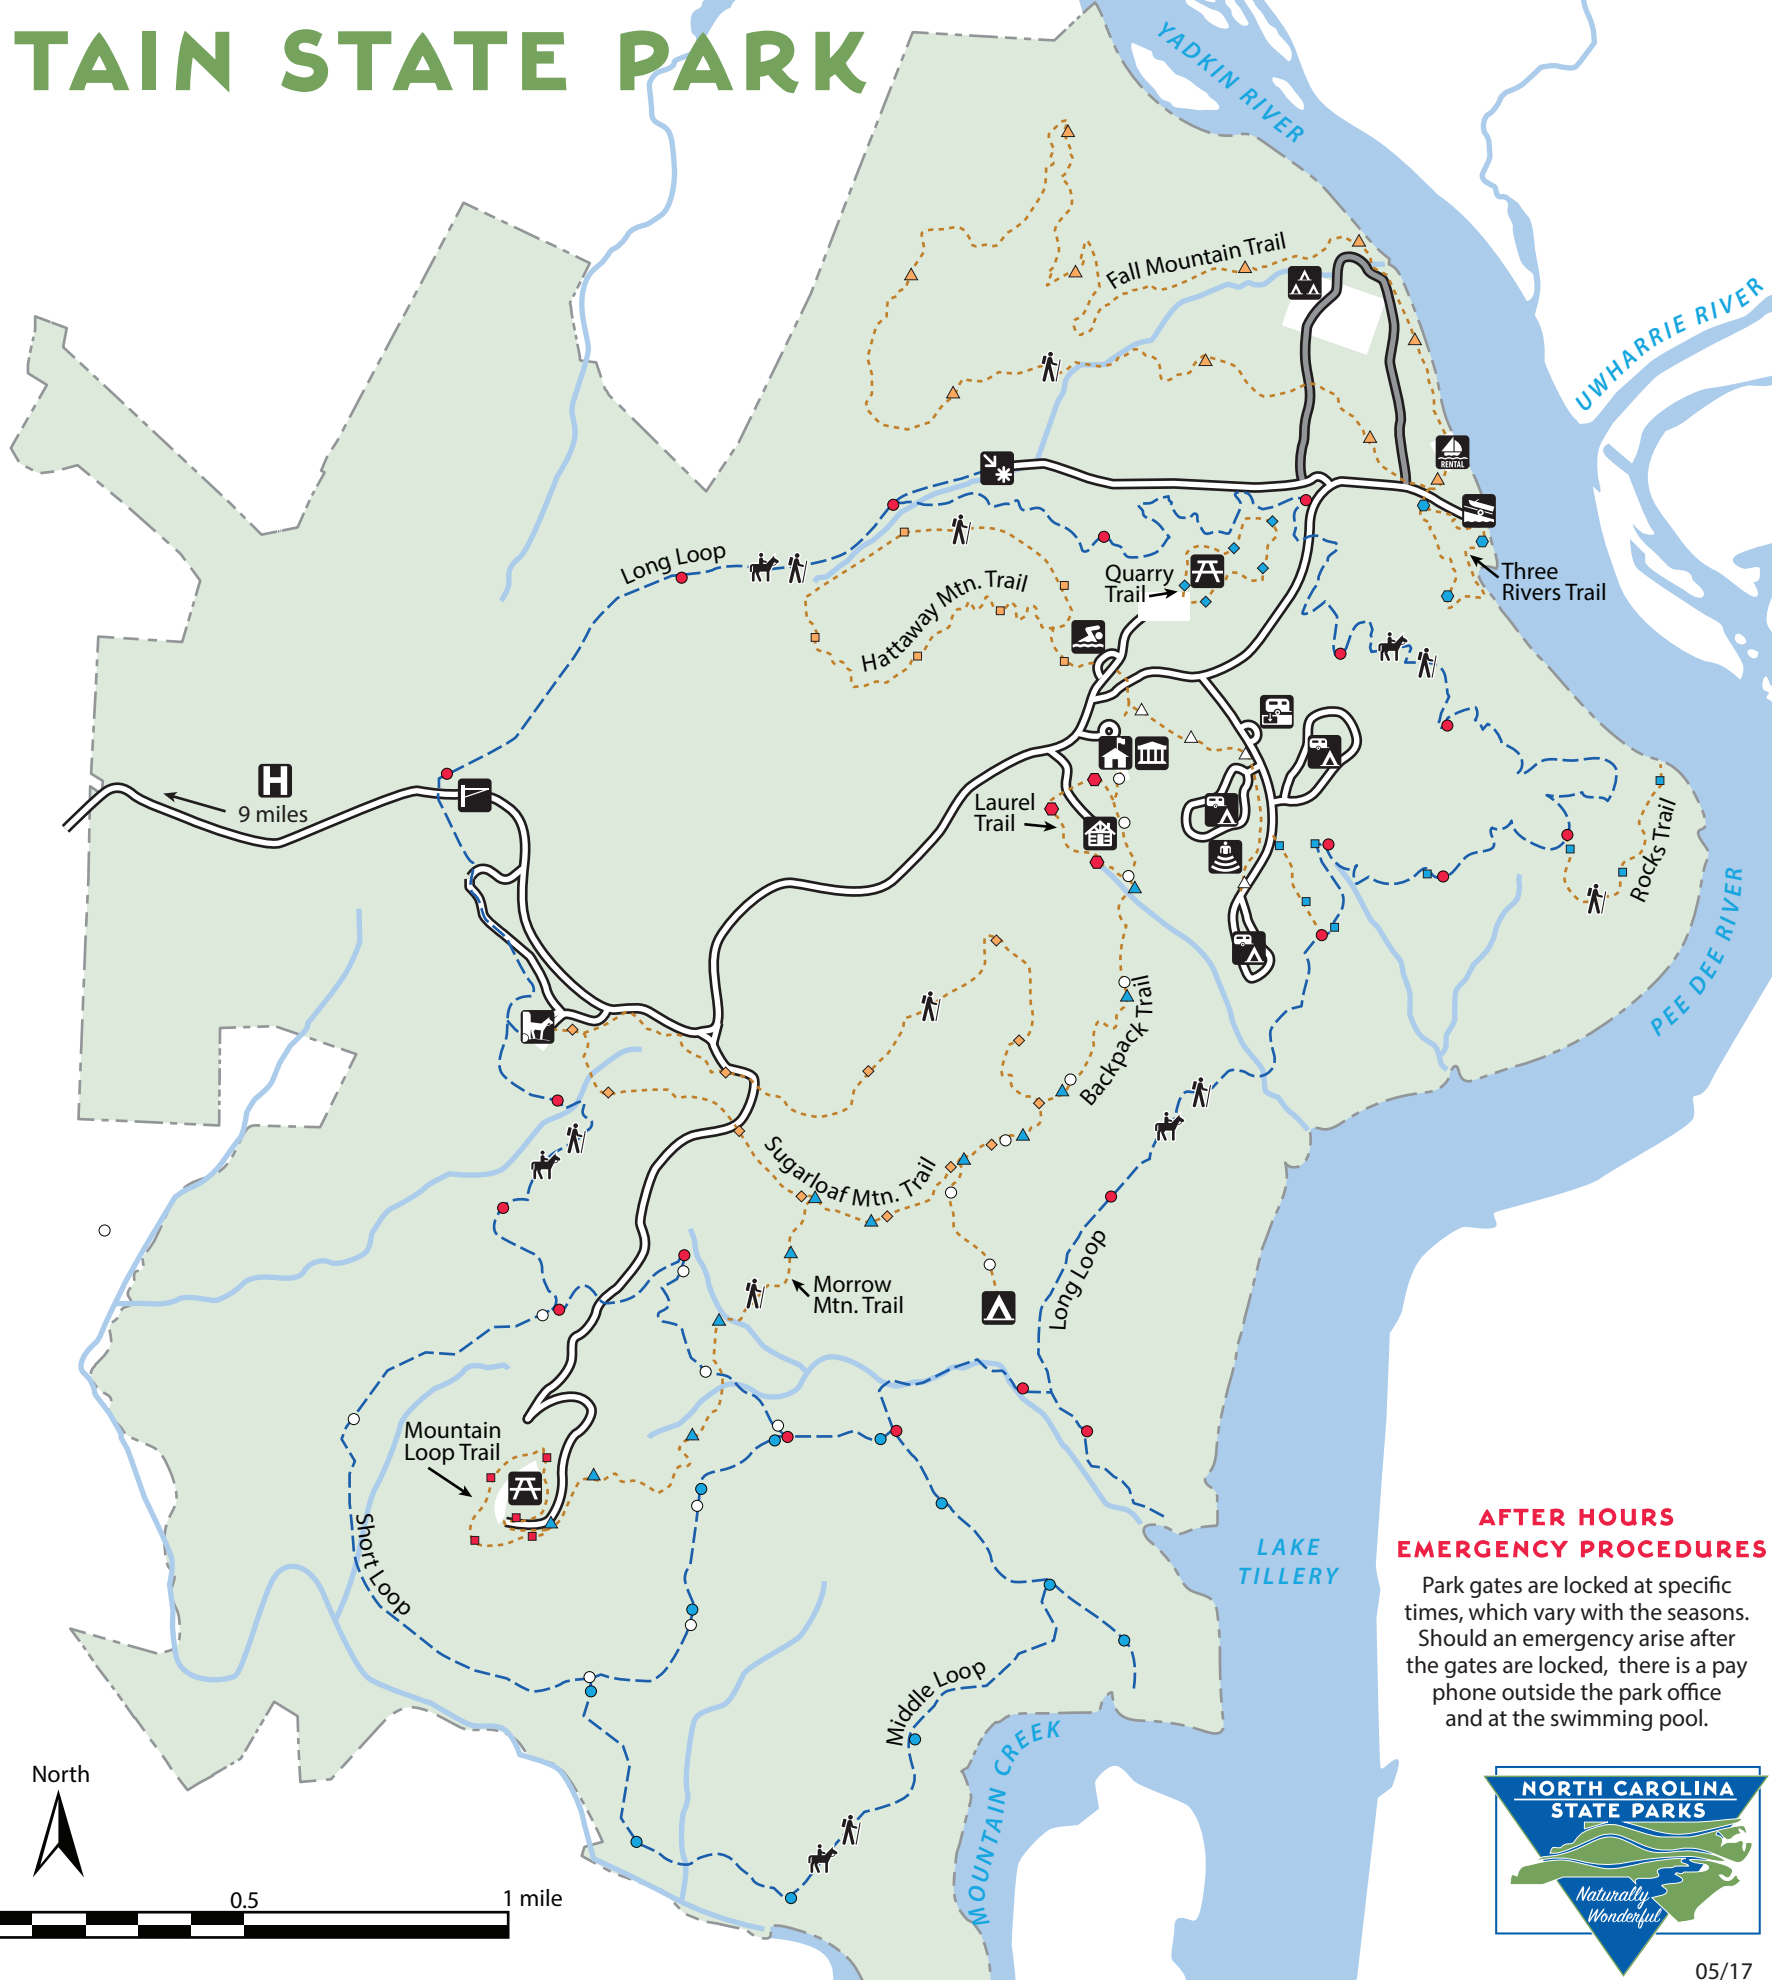 TAIN STATE PARK
YADKIN RIVER
Fall Mountain Trail
UWHARRIE RIVER
RENTAL
Long Loop
Quarry
Trail
Three
Rivers Trail
Hattaway Mtn. Trail
H
9 miles
Laurel
Trail
Rocks Trail
PEE DEE RIVER
Backpack Trail
Sugarloaf Mtn. Trail
Long Loop
Morrow
Mtn. Trail
Mountain
Loop Trail
Short Loop
LAKE
TILLERY
Middle Loop
MOUNTAIN CREEK
AFTER HOURS
EMERGENCY PROCEDURES
Park gates are locked at specific
times, which vary with the seasons.
Should an emergency arise after
the gates are locked, there is a pay
phone outside the park office
and at the swimming pool.
North
0.5
1 mile
NORTH CAROLINA
STATE PARKS
Naturally
Wonderful
05/17